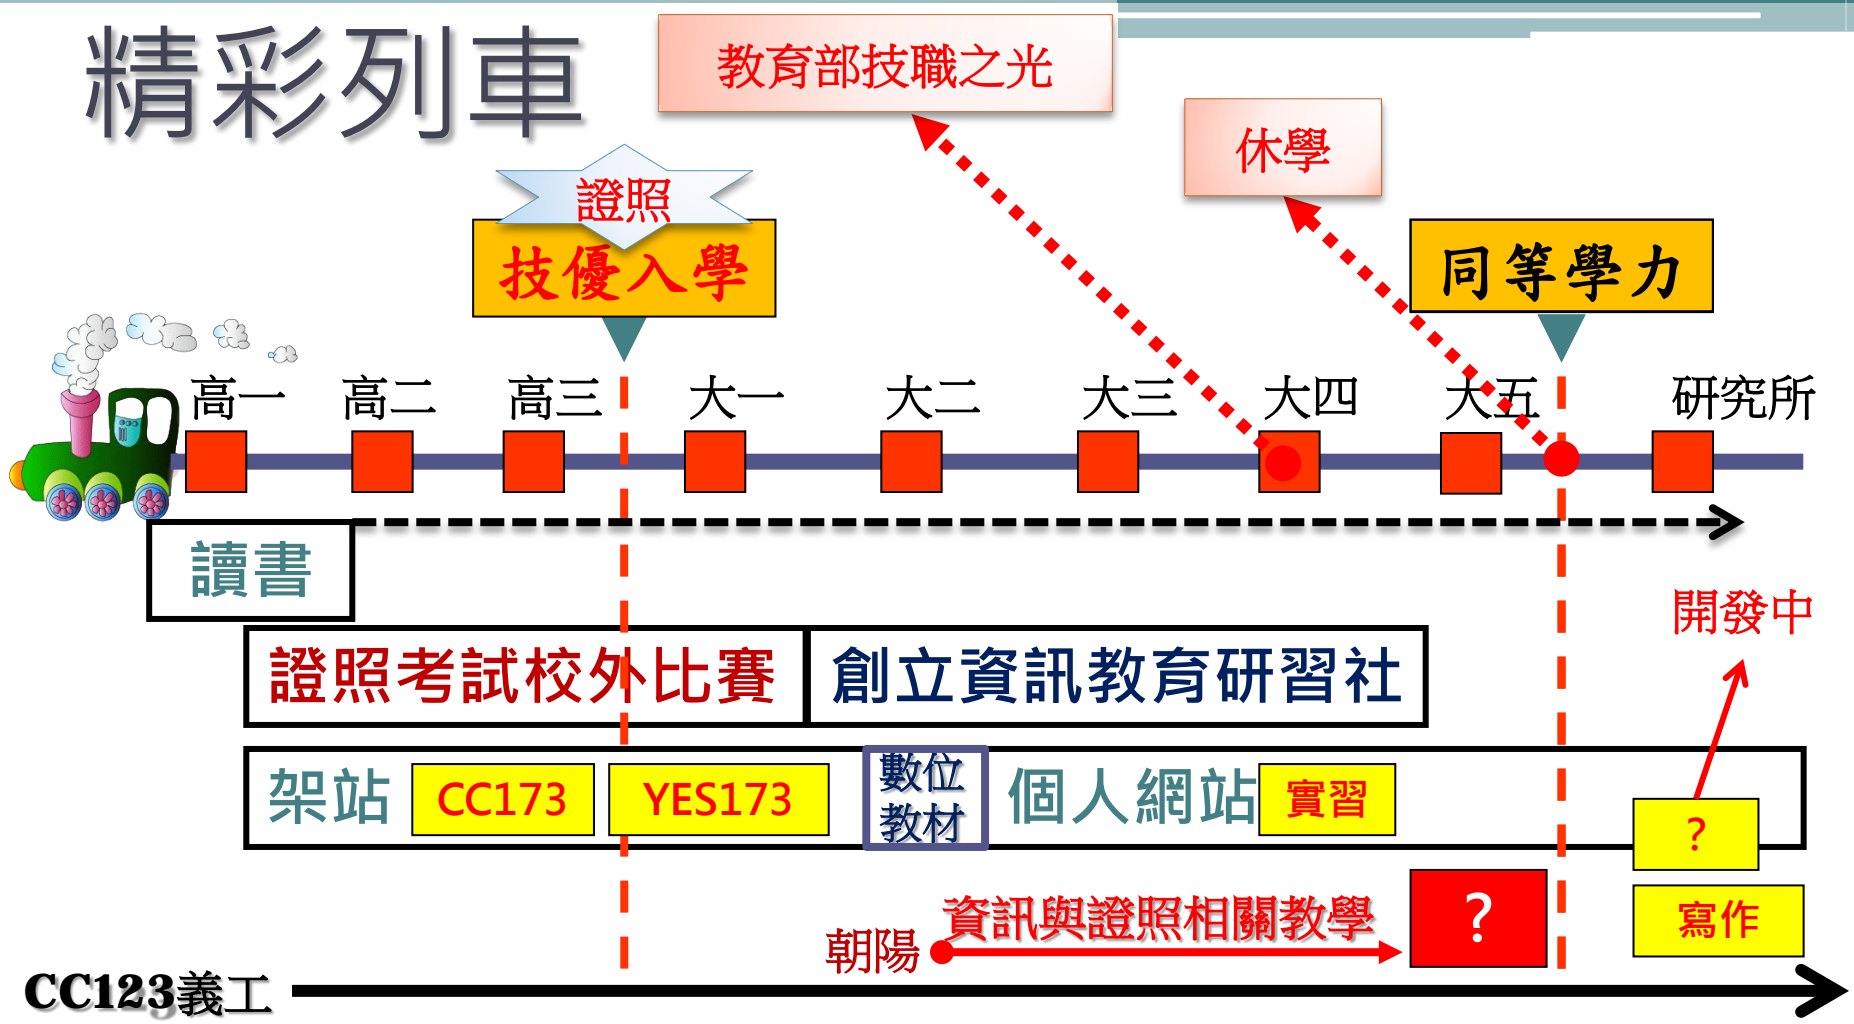 精彩列車
教育部技職之光
休學
證照
技優入學
同等學力
高一
高二
高三
大一
大二
大三
大四
大五
研究所
讀書
開發中
證照考試校外比賽
創立資訊教育研習社
架站
CC173
YES173
數位
教材
個人網站
實習
?
?
寫作
資訊與證照相關教學
朝陽
CC123義工